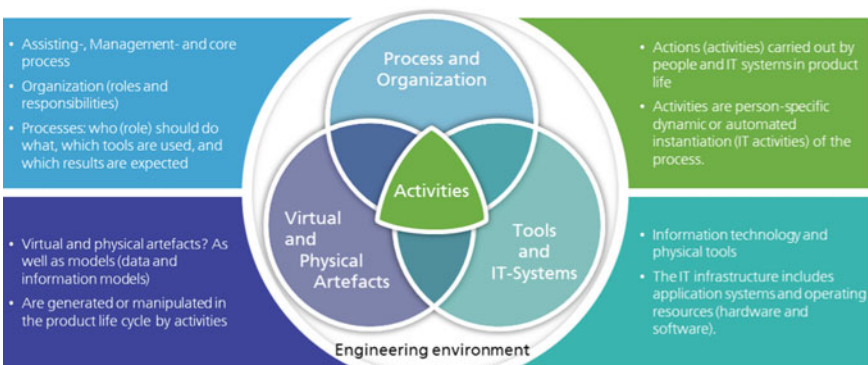 • Assisting-, Management- and core
process
• Organization (roles and
responsibilities)
• Processes: who (role) should do
what, which tools are used, and
which results are expected
Process and
Organization
• Actions (activities) carried out by
people and IT systems in product
life
• Activities are person-specific
dynamic or automated
instantiation (IT activities) of the
process.
Activities
• Virtual and physical artefacts? As
well as models (data and
information models)
• Are generated or manipulated in
the product life cycle by activities
Virtual
and
Physical
Artefacts
Tools
and
IT-Systems
• Information technology and
physical tools
• The IT infrastructure includes
application systems and operating
resources (hardware and
software).
Engineering environment